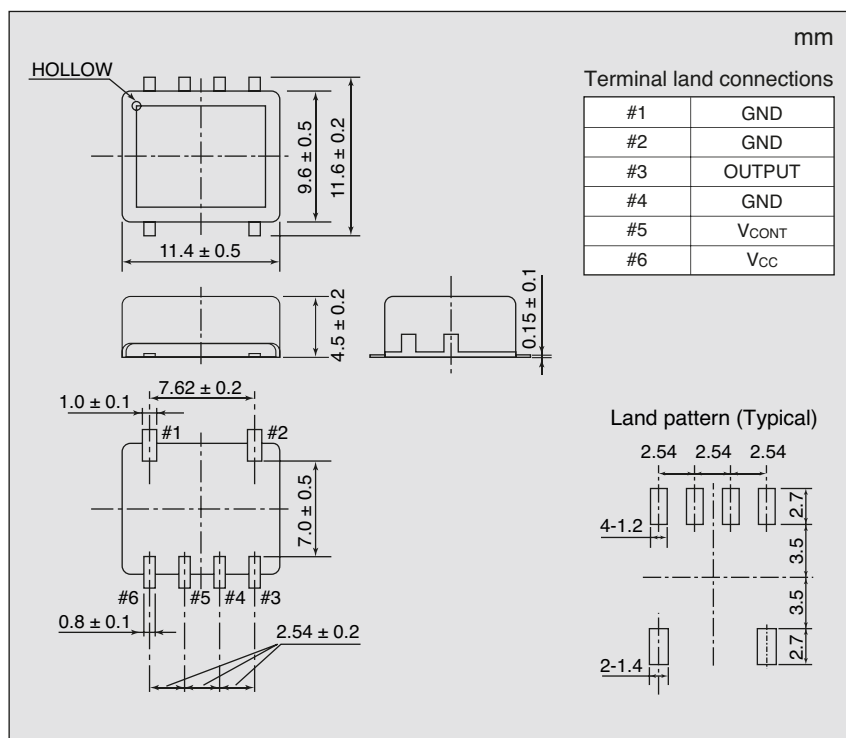 mm
HOLLOW
9.6 ± 0.5
11.6 ± 0.2
11.4 ± 0.5
Terminal land connections
#1 GND
#2 GND
#3 OUTPUT
#4 GND
#5 VCONT
#6 VCC
4.5 ± 0.2
0.15 ± 0.1
7.62 ± 0.2
1.0 ± 0.1
#1 #2
7.0 ± 0.5
#6 #5 #4 #3
0.8 ± 0.1
2.54 ± 0.2
Land pattern (Typical)
2.54 2.54 2.54
4-1.2
2.7
3.5
3.5
2.7
2-1.4